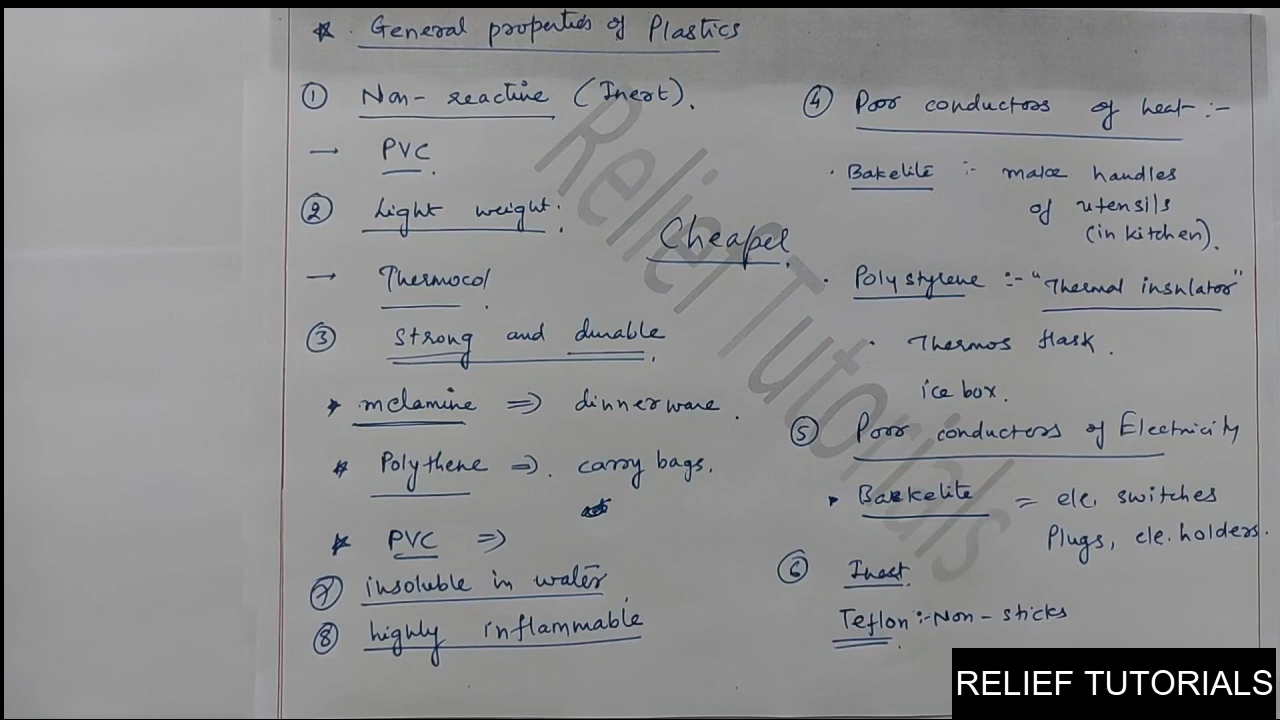 * General properties of Plastics
① Non-reactive (Inert).
→ PVC.
② Light weight.
→ Thermocol.
③ Strong and durable.
* melamine ⇒ dinnerware.
* Polythene ⇒ carry bags.
* PVC ⇒
⑦ insoluble in water.
⑧ highly inflammable
Cheaper.
④ Poor conductors of heat :-
· Bakelite :- make handles
of utensils
(in kitchen).
· Polystyrene :- "Thermal insulator"
· Thermos flask.
ice box.
⑤ Poor conductors of Electricity
· Bakelite = ele. switches
Plugs, ele. holders.
⑥ Inert.
Teflon :- Non-sticks.
Relief Tutorials
RELIEF TUTORIALS